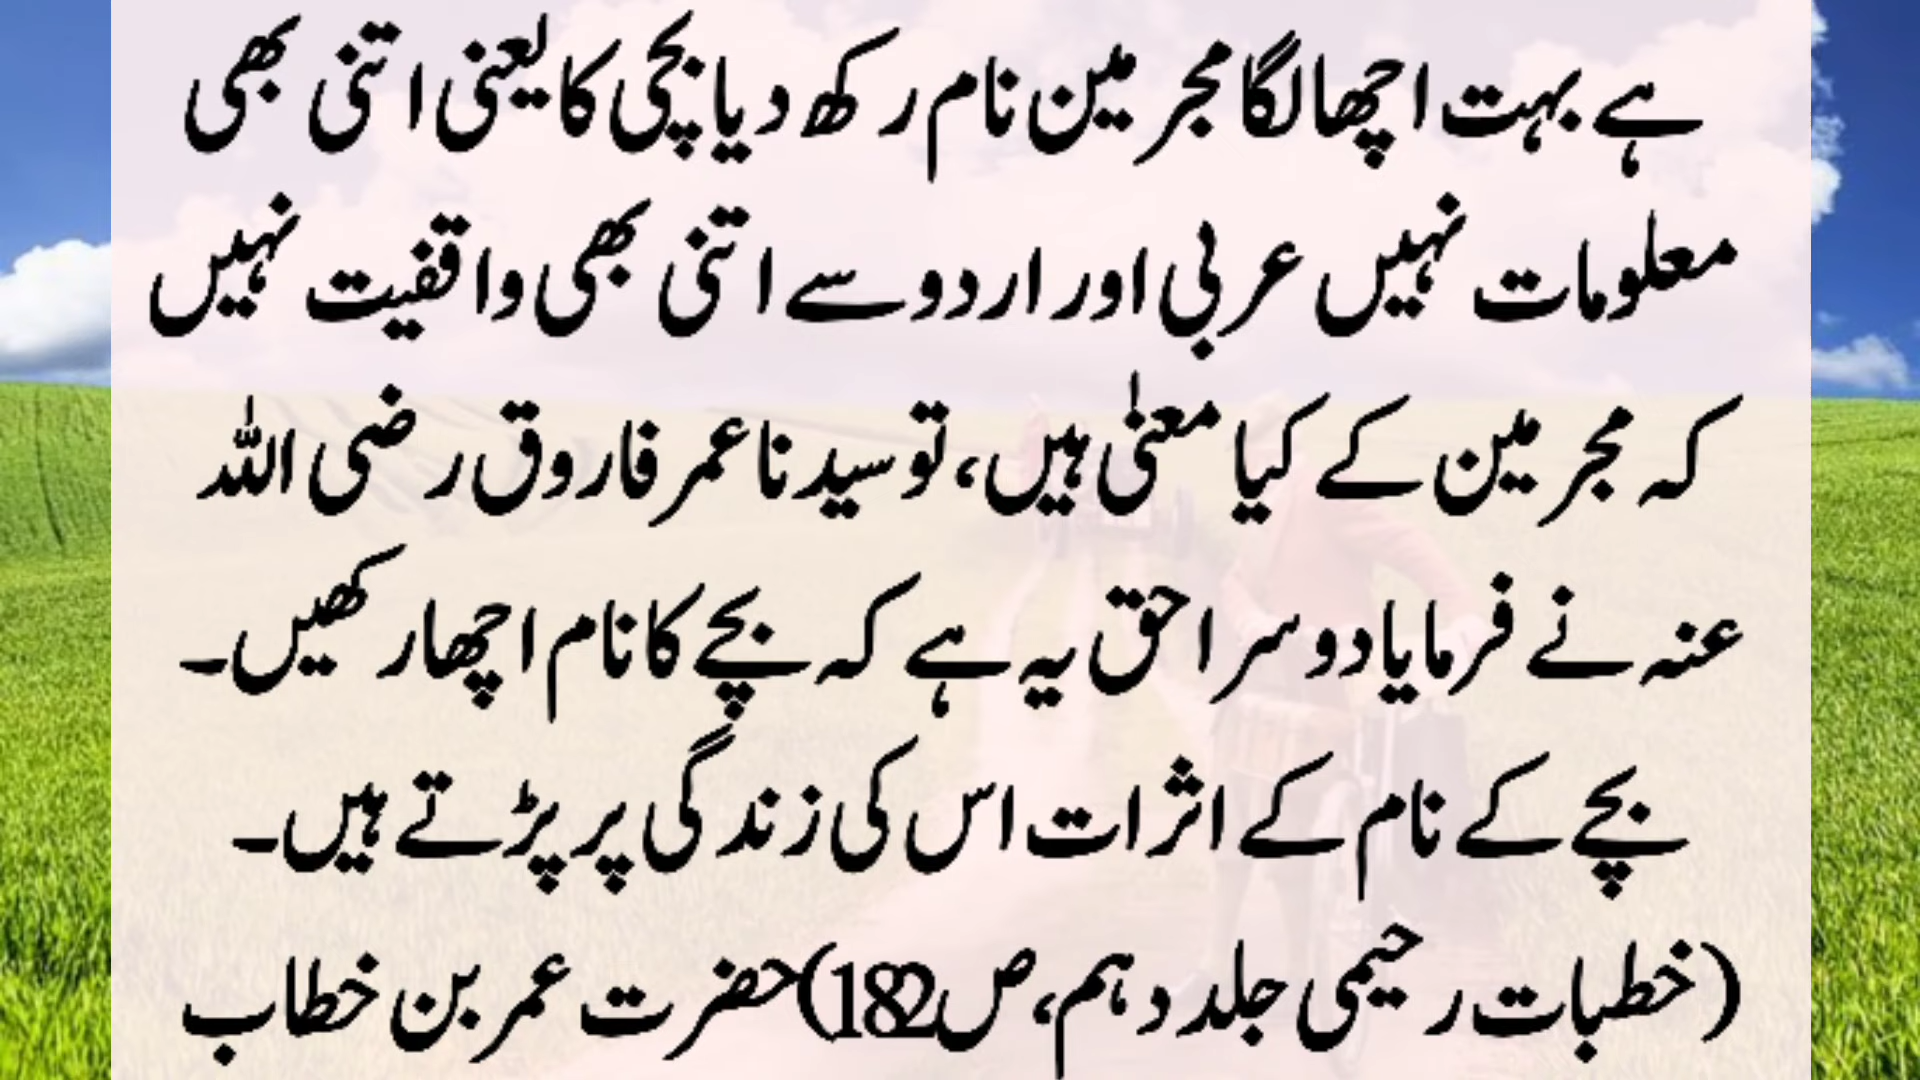 ہے بہت اچھا لگا مجرمین نام رکھ دیا بچی کا یعنی اتنی بھی
معلومات نہیں عربی اور اردو سے اتنی بھی واقفیت نہیں
کہ مجرمین کے کیا معنیٰ ہیں، تو سیدنا عمر فاروق رضی اللہ
عنہ نے فرمایا دوسرا حق یہ ہے کہ بچے کا نام اچھا رکھیں۔
بچے کے نام کے اثرات اس کی زندگی پر پڑتے ہیں۔
(خطبات رحیمی جلد دہم، ص182) حضرت عمر بن خطاب